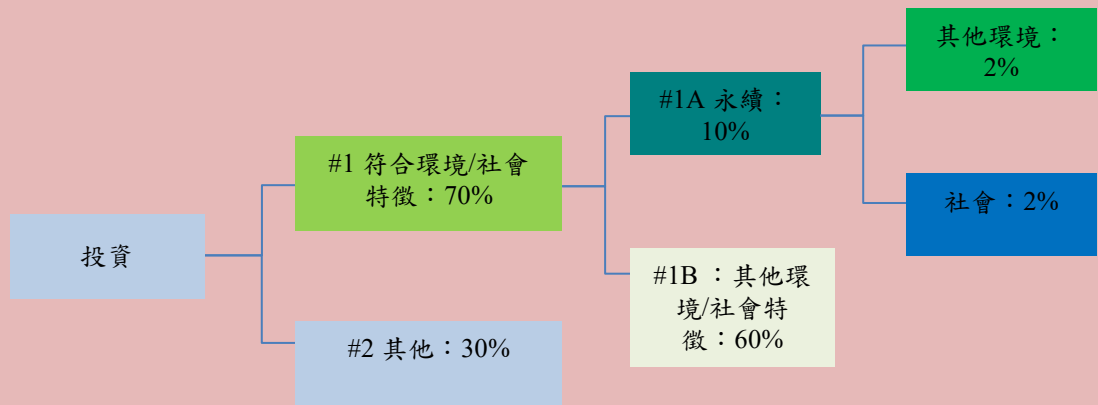 投資
#1 符合環境/社會
特徵：70%
#2 其他：30%
#1A 永續：
10%
#1B ：其他環
境/社會特
徵：60%
其他環境：
2%
社會：2%